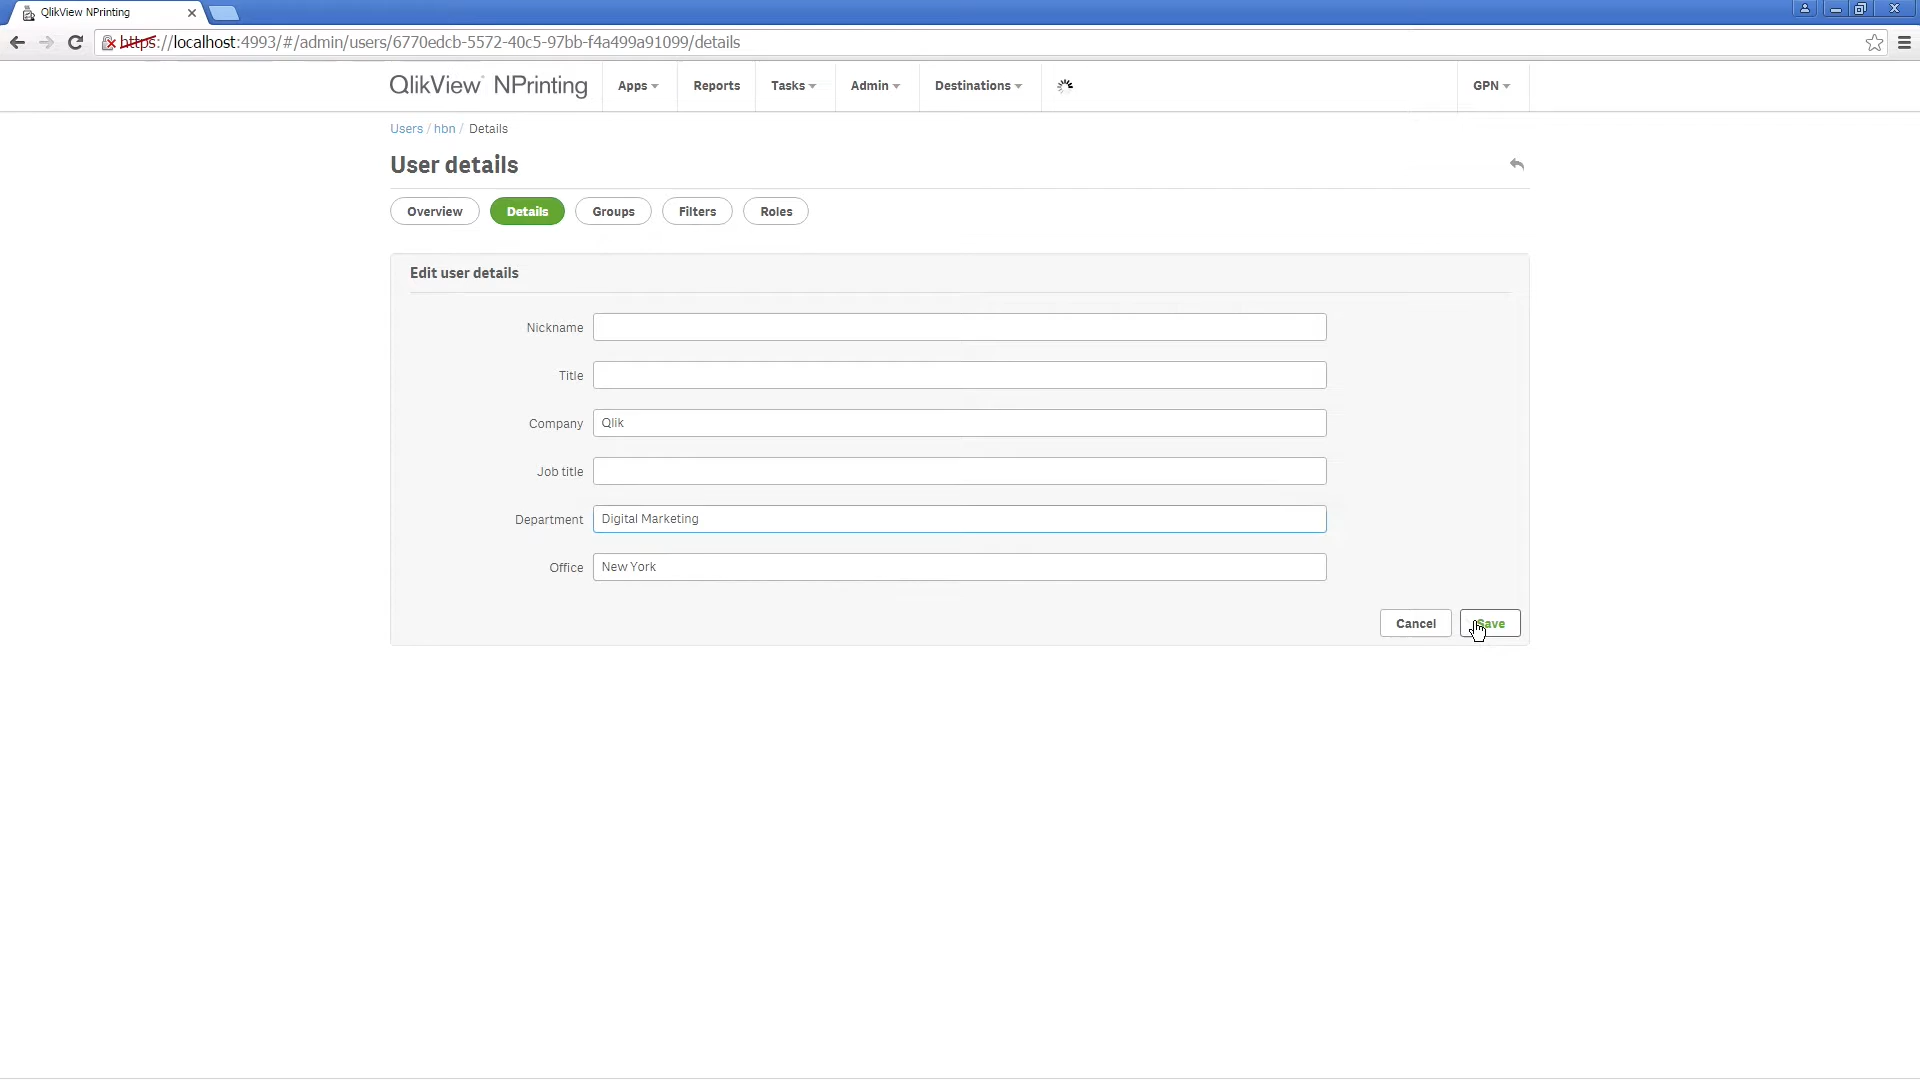 QlikView NPrinting
https://localhost:4993/#/admin/users/6770edcb-5572-40c5-97bb-f4a499a91099/details
QlikView NPrinting Apps Reports Tasks Admin Destinations GPN
Users / hbn / Details
User details
Overview Details Groups Filters Roles
Edit user details
Nickname
Title
Company Qlik
Job title
Department Digital Marketing
Office New York
Cancel Save